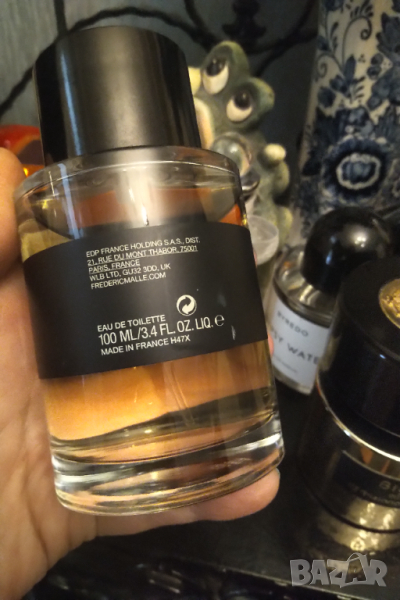 EDP FRANCE HOLDING S.A.S., DIST.
21, RUE DU MONT THABOR, 75001
PARIS, FRANCE
WLB LTD, GU32 3DD, UK
FREDERICMALLE.COM
EAU DE TOILETTE
100 ML/3.4 FL.OZ. LIQ. ℮
MADE IN FRANCE H47X
BYREDO
WATER
BAZAR